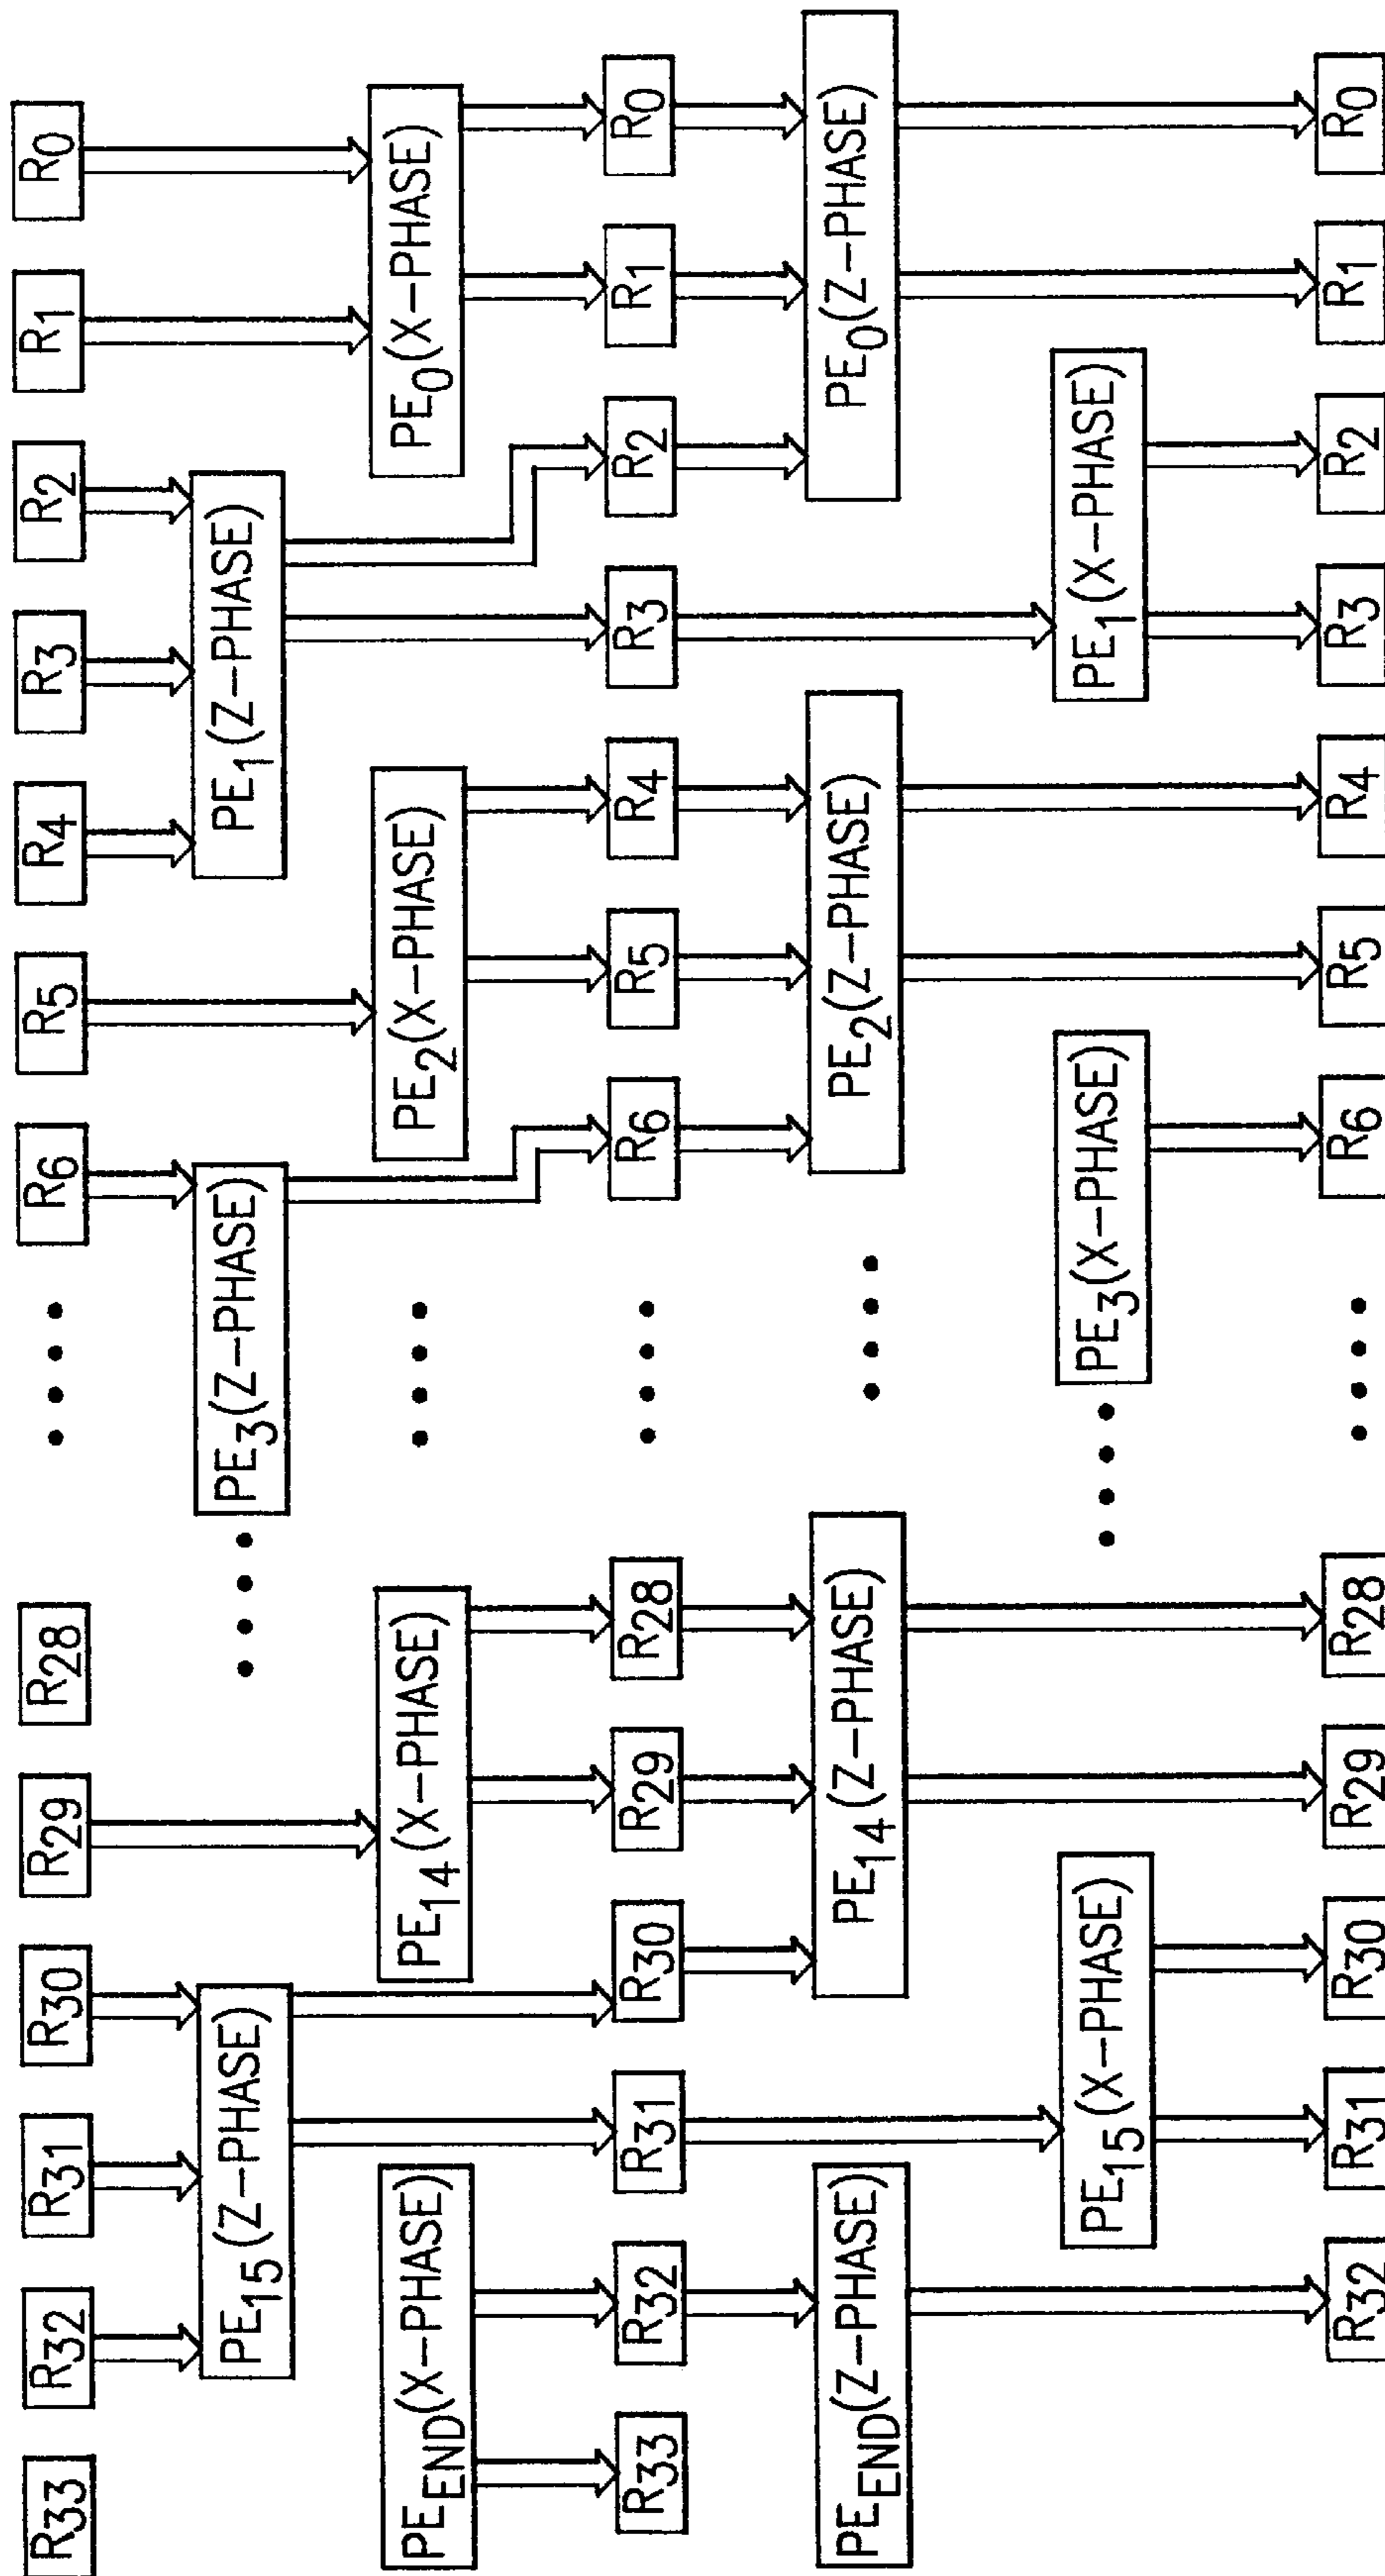 R33 R32 R31 R30 R29 R28 •••• R6 R5 R4 R3 R2 R1 R0
PE15(Z-PHASE) •••• PE3(Z-PHASE) PE1(Z-PHASE)
PEEND(X-PHASE) PE14(X-PHASE) •••• PE2(X-PHASE) PE0(X-PHASE)
R33 R32 R31 R30 R29 R28 •••• R6 R5 R4 R3 R2 R1 R0
PEEND(Z-PHASE) PE14(Z-PHASE) •••• PE2(Z-PHASE) PE0(Z-PHASE)
PE15(X-PHASE) •••• PE3(X-PHASE) PE1(X-PHASE)
R32 R31 R30 R29 R28 •••• R6 R5 R4 R3 R2 R1 R0